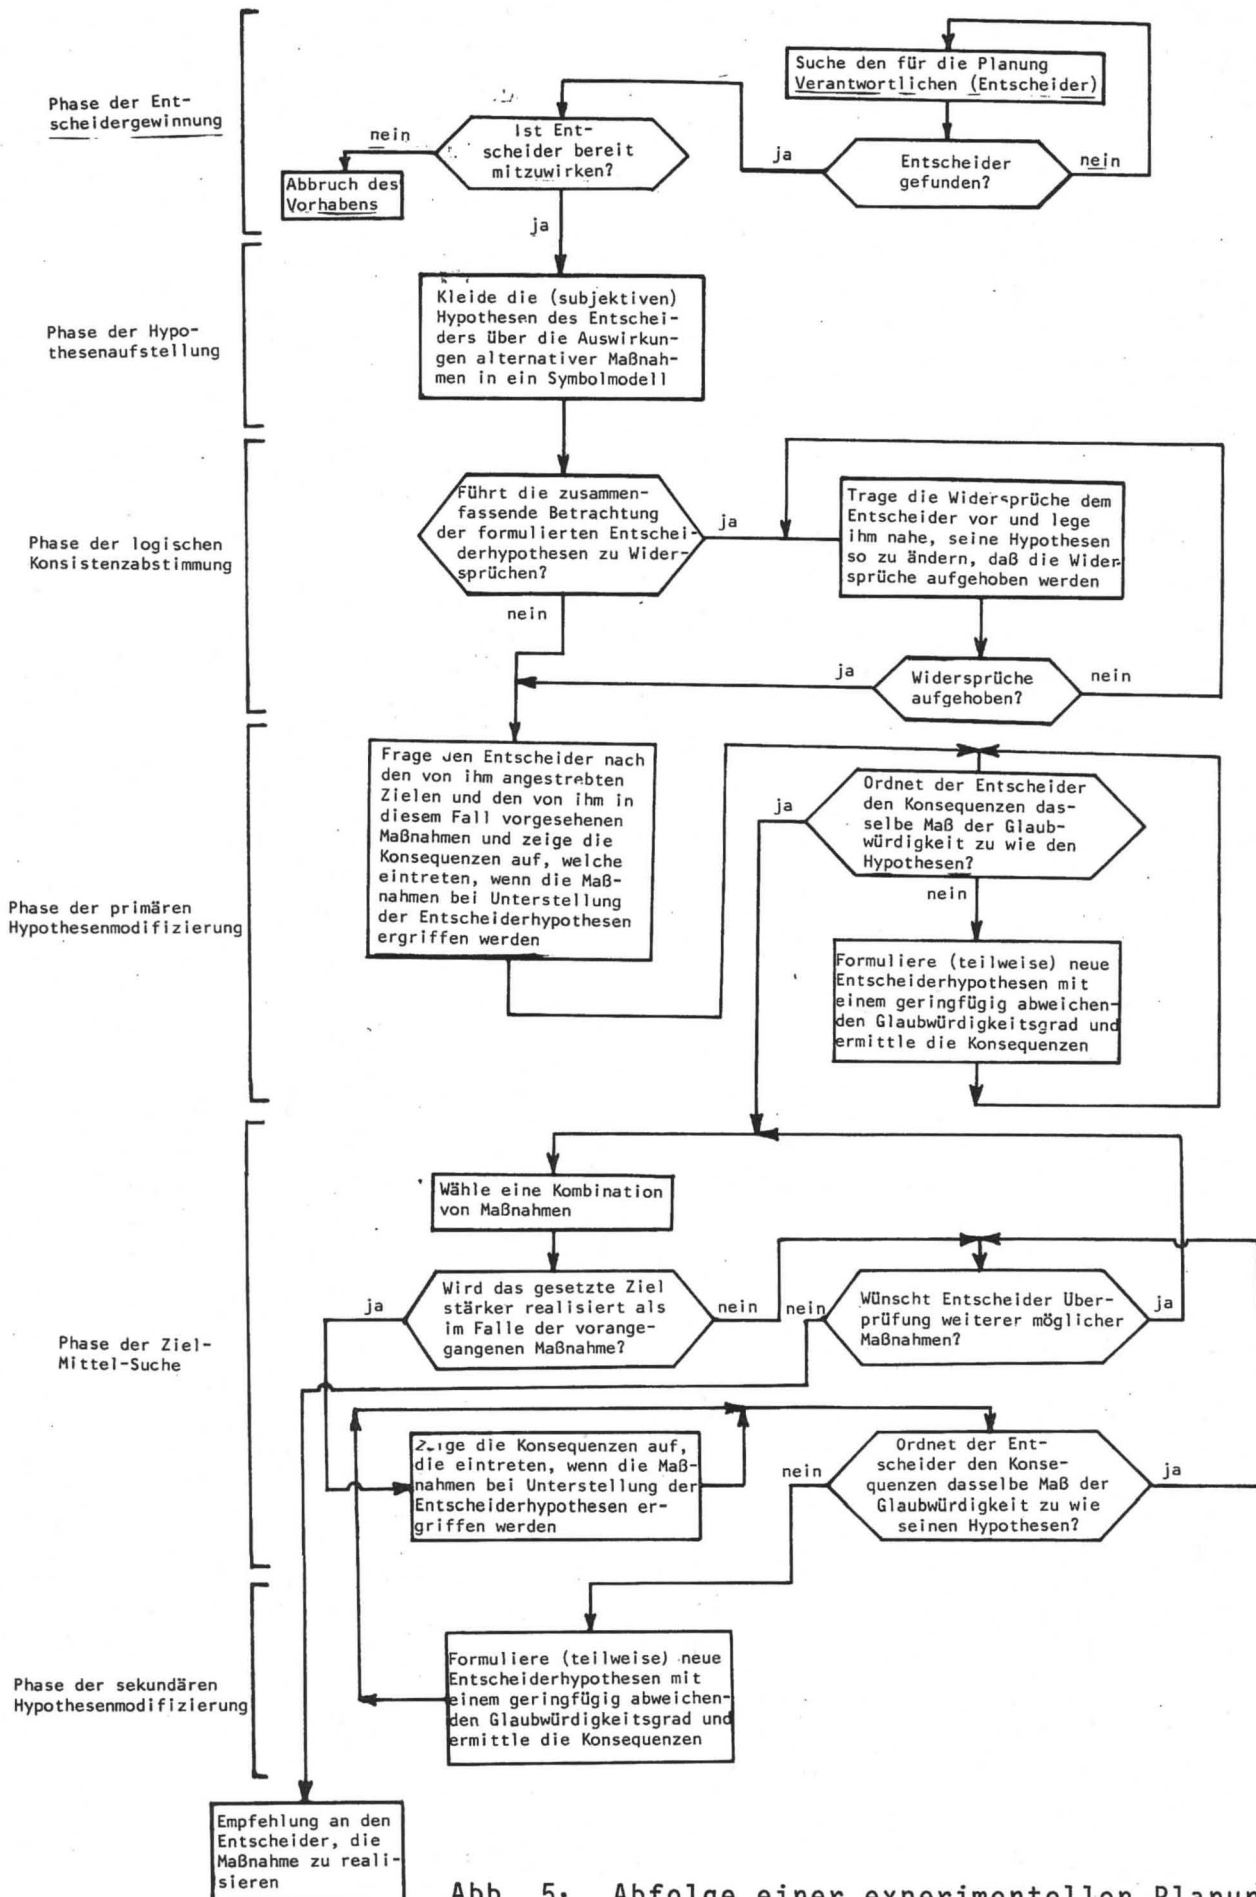 Phase der Ent-
scheidergewinnung
Suche den für die Planung
Verantwortlichen (Entscheider)
Entscheider
gefunden?
nein
ja
Ist Ent-
scheider bereit
mitzuwirken?
nein
Abbruch des
Vorhabens
ja
Phase der Hypo-
thesenaufstellung
Kleide die (subjektiven)
Hypothesen des Entschei-
ders über die Auswirkun-
gen alternativer Maßnah-
men in ein Symbolmodell
Phase der logischen
Konsistenzabstimmung
Führt die zusammen-
fassende Betrachtung
der formulierten Entschei-
derhypothesen zu Wider-
sprüchen?
ja
nein
Trage die Widersprüche dem
Entscheider vor und lege
ihm nahe, seine Hypothesen
so zu ändern, daß die Wider-
sprüche aufgehoben werden
Widersprüche
aufgehoben?
ja
nein
Phase der primären
Hypothesenmodifizierung
Frage den Entscheider nach
den von ihm angestrebten
Zielen und den von ihm in
diesem Fall vorgesehenen
Maßnahmen und zeige die
Konsequenzen auf, welche
eintreten, wenn die Maß-
nahmen bei Unterstellung
der Entscheiderhypothesen
ergriffen werden
Ordnet der Entscheider
den Konsequenzen das-
selbe Maß der Glaub-
würdigkeit zu wie den
Hypothesen?
ja
nein
Formuliere (teilweise) neue
Entscheiderhypothesen mit
einem geringfügig abweichen-
den Glaubwürdigkeitsgrad und
ermittle die Konsequenzen
Phase der Ziel-
Mittel-Suche
Wähle eine Kombination
von Maßnahmen
Wird das gesetzte Ziel
stärker realisiert als
im Falle der vorange-
gangenen Maßnahme?
ja
nein
Wünscht Entscheider Über-
prüfung weiterer möglicher
Maßnahmen?
nein
ja
Zeige die Konsequenzen auf,
die eintreten, wenn die Maß-
nahmen bei Unterstellung der
Entscheiderhypothesen er-
griffen werden
Ordnet der Ent-
scheider den Konse-
quenzen dasselbe Maß der
Glaubwürdigkeit zu wie
seinen Hypothesen?
nein
ja
Phase der sekundären
Hypothesenmodifizierung
Formuliere (teilweise) neue
Entscheiderhypothesen mit
einem geringfügig abweichen-
den Glaubwürdigkeitsgrad und
ermittle die Konsequenzen
Empfehlung an den
Entscheider, die
Maßnahme zu reali-
sieren
Abb. 5: Abfolge einer experimentellen